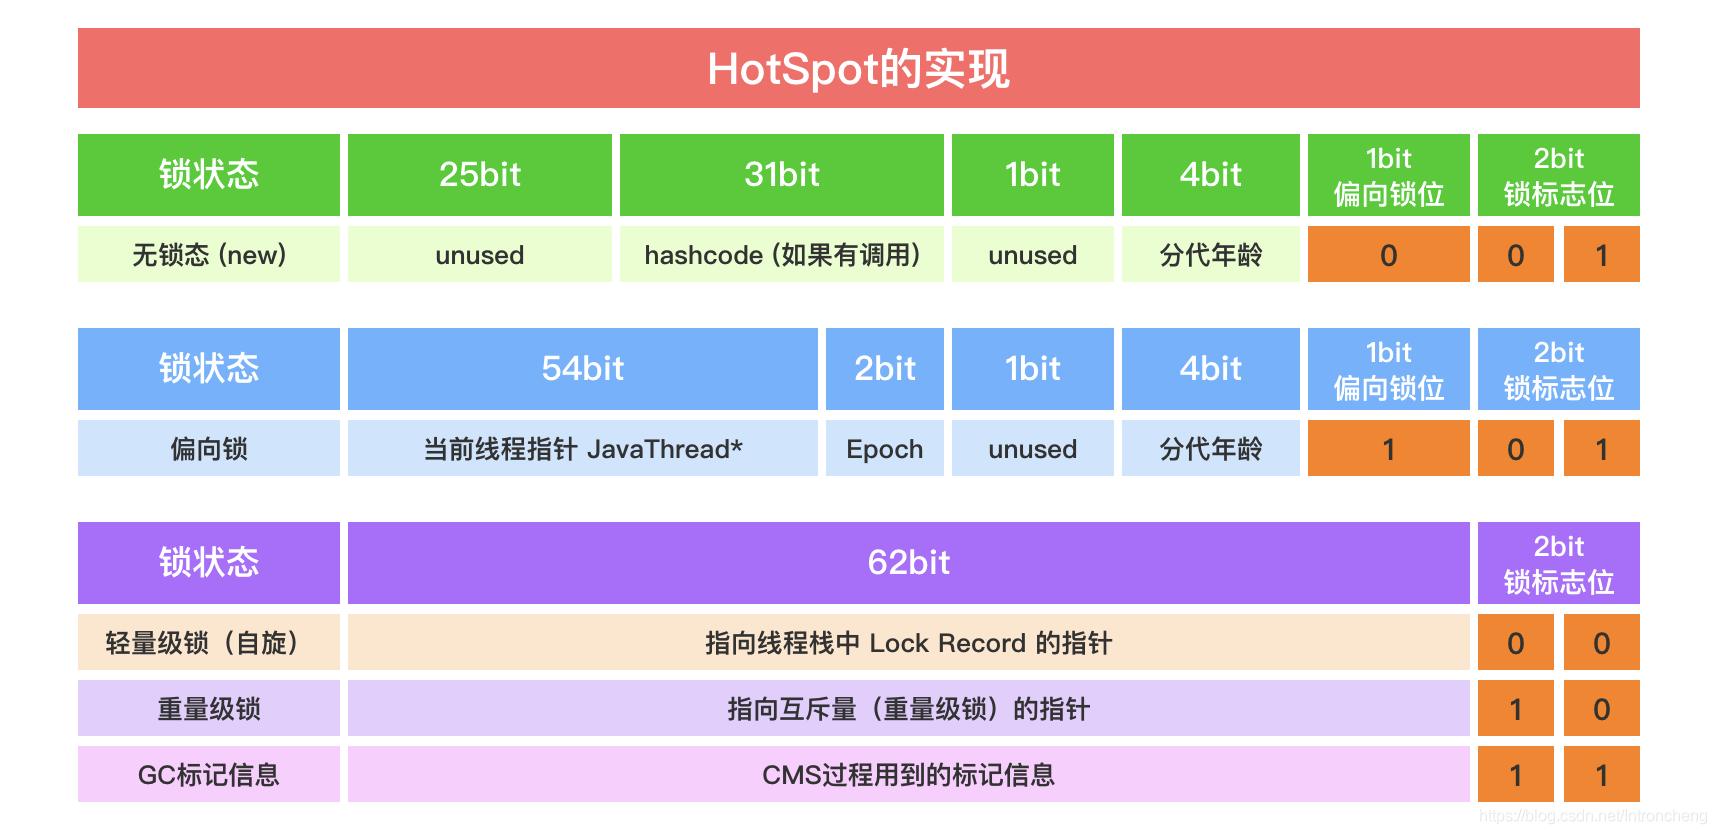 HotSpot的实现
锁状态 25bit 31bit 1bit 4bit 1bit 偏向锁位 2bit 锁标志位
无锁态 (new) unused hashcode (如果有调用) unused 分代年龄 0 0 1
锁状态 54bit 2bit 1bit 4bit 1bit 偏向锁位 2bit 锁标志位
偏向锁 当前线程指针 JavaThread* Epoch unused 分代年龄 1 0 1
锁状态 62bit 2bit 锁标志位
轻量级锁（自旋） 指向线程栈中 Lock Record 的指针 0 0
重量级锁 指向互斥量（重量级锁）的指针 1 0
GC标记信息 CMS过程用到的标记信息 1 1
https://blog.csdn.net/Introncheng